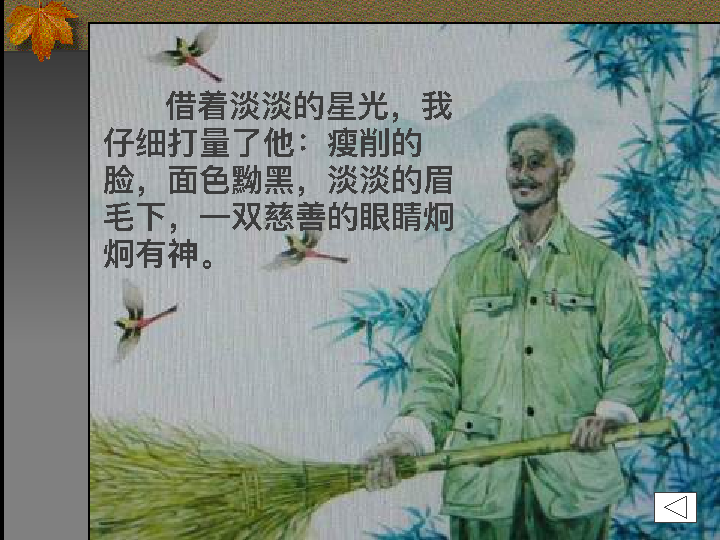 借着淡淡的星光，我
仔细打量了他：瘦削的
脸，面色黝黑，淡淡的眉
毛下，一双慈善的眼睛炯
炯有神。